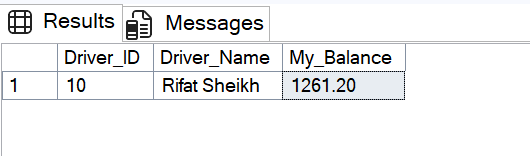 Results Messages
Driver_ID Driver_Name My_Balance
1 10 Rifat Sheikh 1261.20